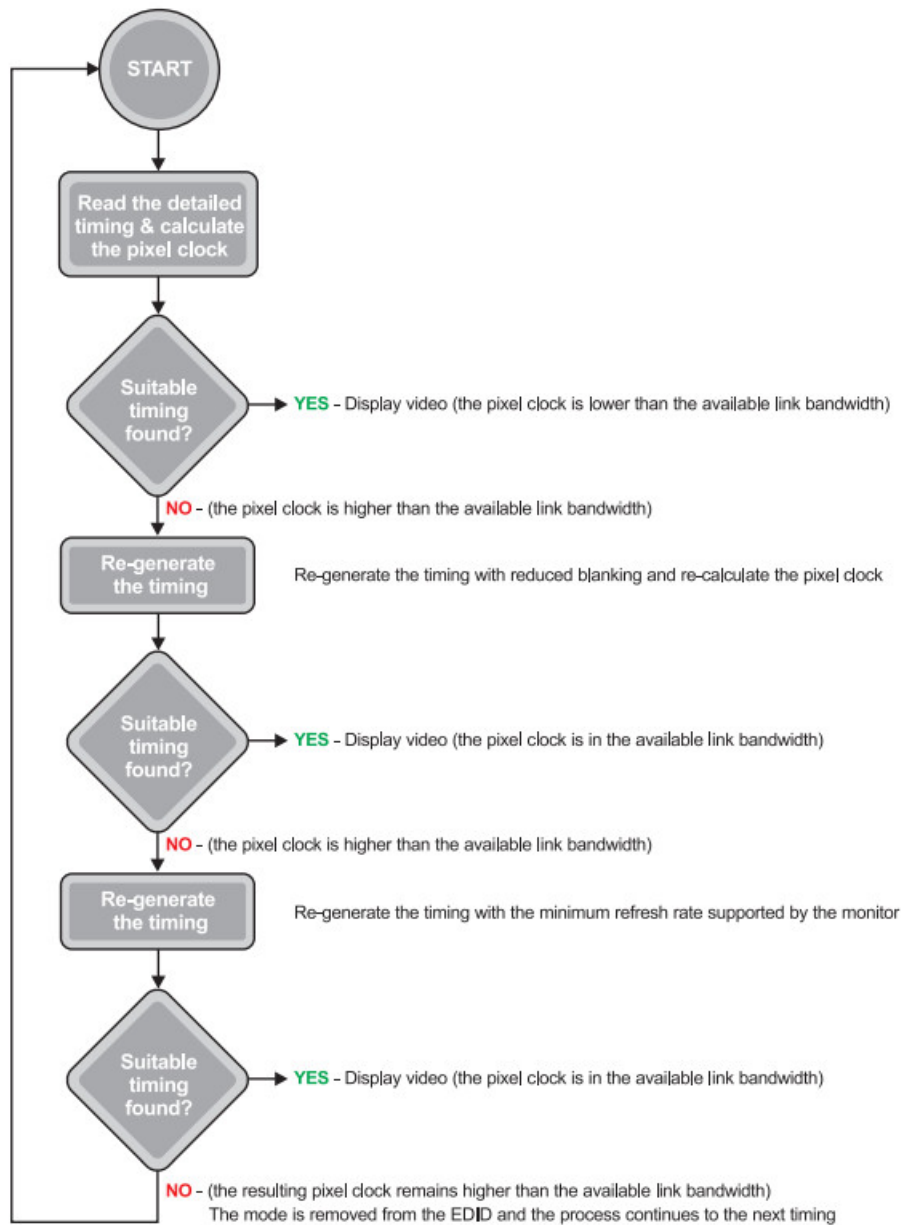 START
Read the detailed
timing & calculate
the pixel clock
Suitable
timing
found?
YES - Display video (the pixel clock is lower than the available link bandwidth)
NO - (the pixel clock is higher than the available link bandwidth)
Re-generate
the timing
Re-generate the timing with reduced blanking and re-calculate the pixel clock
Suitable
timing
found?
YES - Display video (the pixel clock is in the available link bandwidth)
NO - (the pixel clock is higher than the available link bandwidth)
Re-generate
the timing
Re-generate the timing with the minimum refresh rate supported by the monitor
Suitable
timing
found?
YES - Display video (the pixel clock is in the available link bandwidth)
NO - (the resulting pixel clock remains higher than the available link bandwidth)
The mode is removed from the EDID and the process continues to the next timing